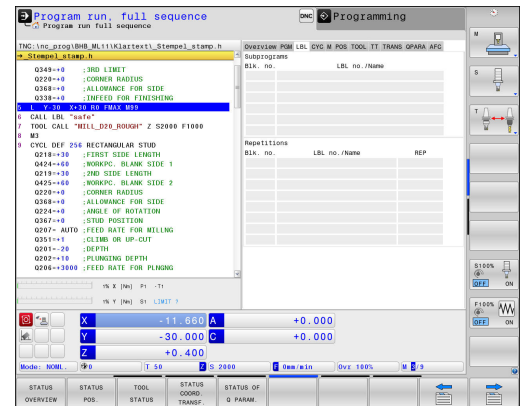 Program run, full sequence
Program run full sequence
DNC
Programming
TNC:\nc_prog\BHB_ML11\Klartext\_Stempel_stamp.h
→_Stempel_stamp.h
Q349=+0 ;3RD LIMIT
Q220=+0 ;CORNER RADIUS
Q368=+0 ;ALLOWANCE FOR SIDE
Q338=+0 ;INFEED FOR FINISHING
5 L Y-30 X+30 R0 FMAX M99
6 CALL LBL "safe"
7 TOOL CALL "MILL_D20_ROUGH" Z S2000 F1000
8 M3
9 CYCL DEF 256 RECTANGULAR STUD
Q218=+30 ;FIRST SIDE LENGTH
Q424=+60 ;WORKPC. BLANK SIDE 1
Q219=+30 ;2ND SIDE LENGTH
Q425=+60 ;WORKPC. BLANK SIDE 2
Q220=+0 ;CORNER RADIUS
Q368=+0 ;ALLOWANCE FOR SIDE
Q224=+0 ;ANGLE OF ROTATION
Q367=+0 ;STUD POSITION
Q207= AUTO ;FEED RATE FOR MILLNG
Q351=+1 ;CLIMB OR UP-CUT
Q201=-20 ;DEPTH
Q202=+10 ;PLUNGING DEPTH
Q206=+3000 ;FEED RATE FOR PLNGNG
Overview PGM LBL CYC M POS TOOL TT TRANS QPARA AFC
Subprograms
Blk. no. LBL no./Name
Repetitions
Blk. no. LBL no./Name REP
1% X [Nm] P1 -T1
1% Y [Nm] S1 LIMIT 1
X -11.660 A +0.000
Y -30.000 C +0.000
Z +0.400
Mode: NOML. 0 T 50 Z S 2000 F 0mm/min Ovr 100% M 3/9
M
S
T
S100%
OFF ON
F100%
OFF ON
STATUS OVERVIEW
STATUS POS.
TOOL STATUS
STATUS COORD. TRANSF.
STATUS OF Q PARAM.